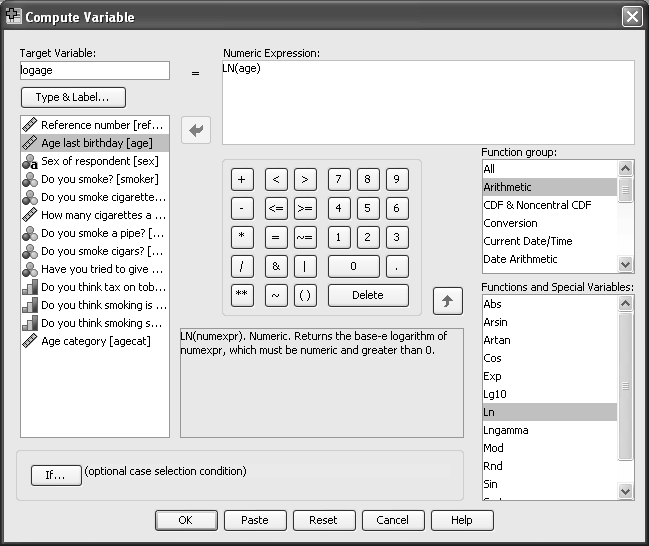 Compute Variable
Target Variable:
logage
Type & Label...
=
Numeric Expression:
LN(age)
Reference number [ref...
Age last birthday [age]
Sex of respondent [sex]
Do you smoke? [smoker]
Do you smoke cigarette...
How many cigarettes a ...
Do you smoke a pipe? [...
Do you smoke cigars? [...
Have you tried to give ...
Do you think tax on tob...
Do you think smoking is ...
Do you think smoking s...
Age category [agecat]
+ < > 7 8 9
- <= >= 4 5 6
* = ~= 1 2 3
/ & | 0 .
** ~ ( ) Delete
LN(numexpr). Numeric. Returns the base-e logarithm of
numexpr, which must be numeric and greater than 0.
Function group:
All
Arithmetic
CDF & Noncentral CDF
Conversion
Current Date/Time
Date Arithmetic
Functions and Special Variables:
Abs
Arsin
Artan
Cos
Exp
Lg10
Ln
Lngamma
Mod
Rnd
Sin
If... (optional case selection condition)
OK Paste Reset Cancel Help